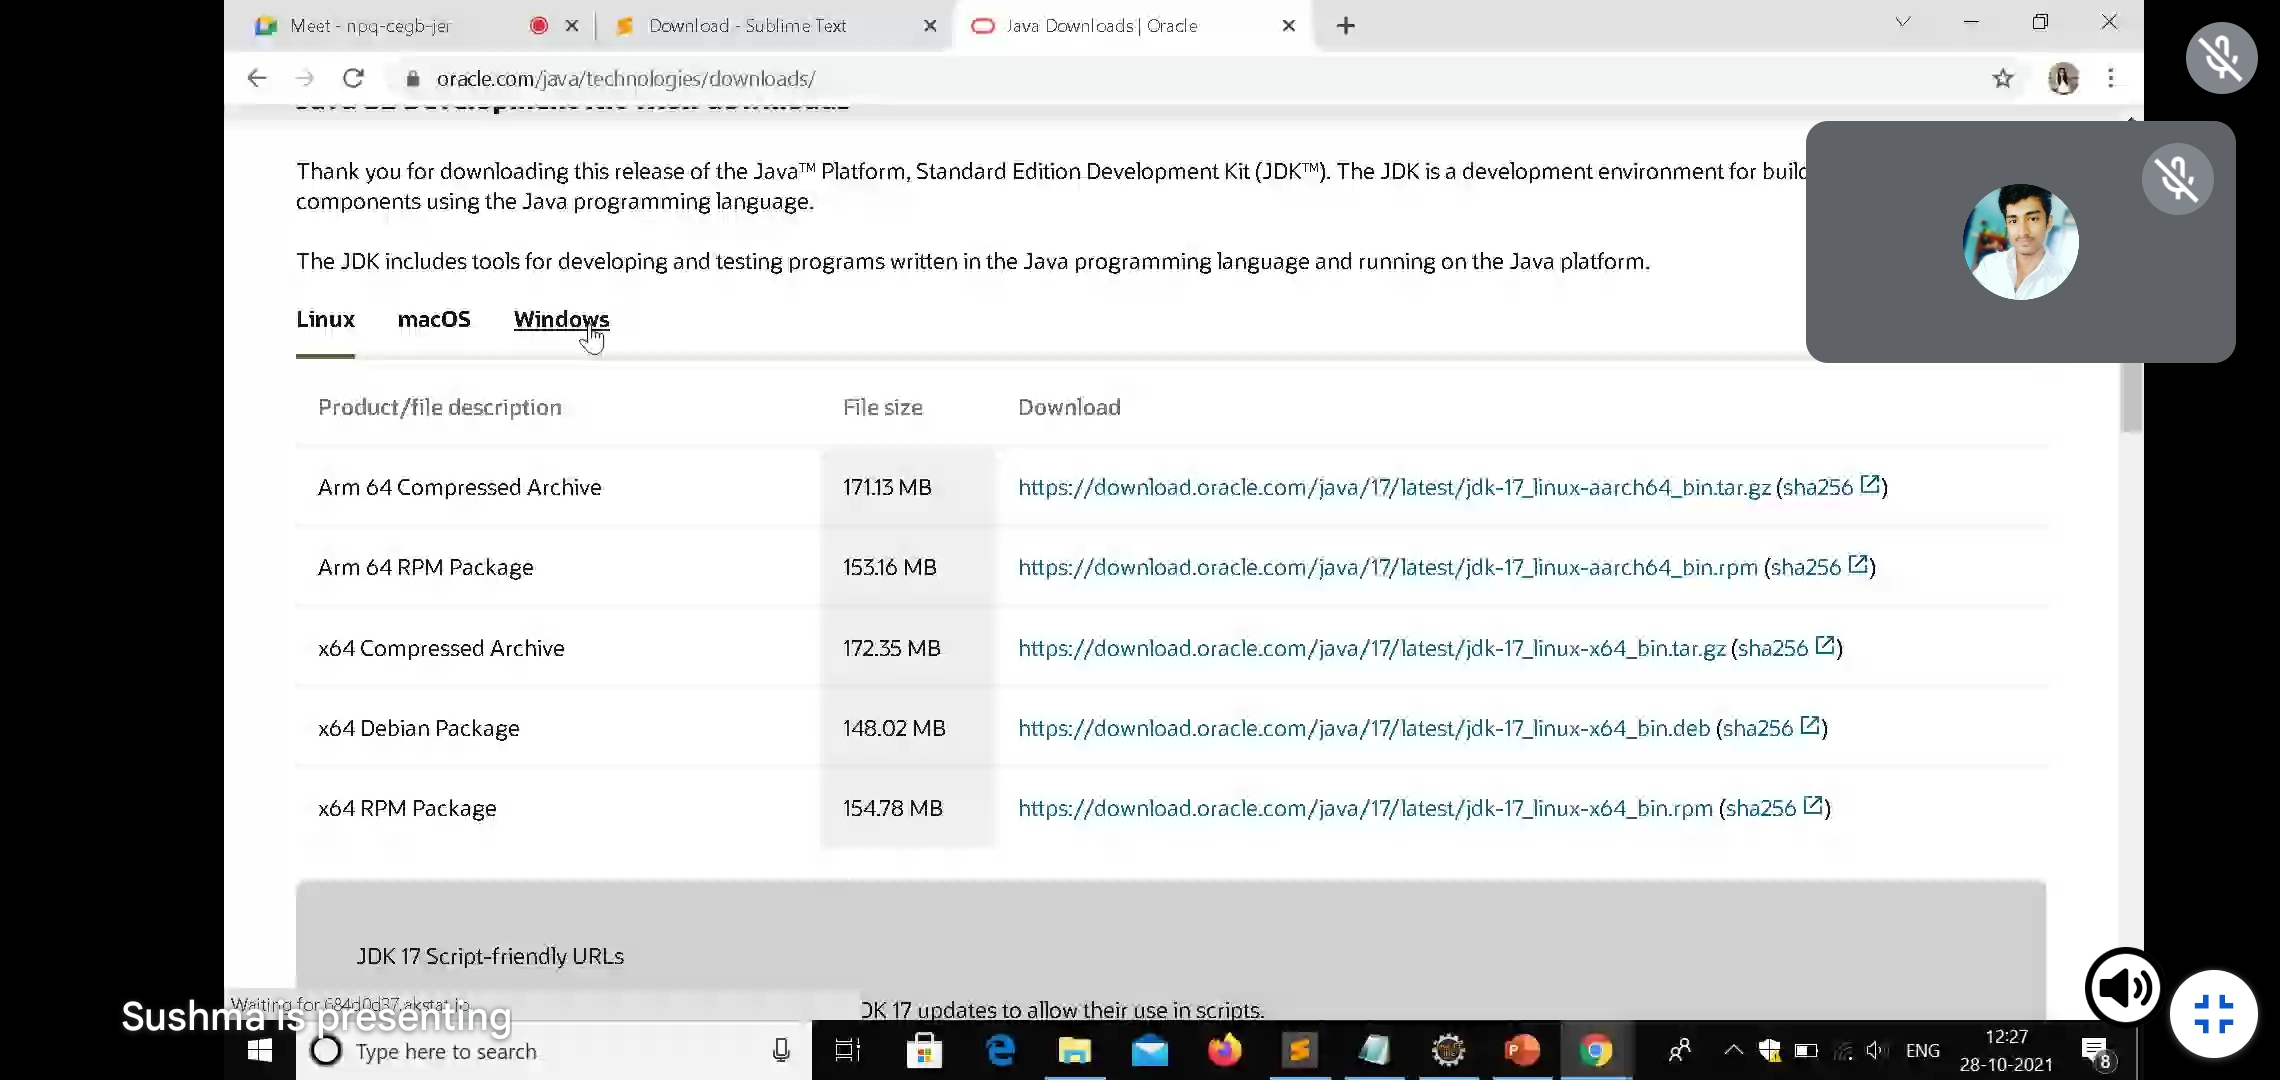 Meet - npq-cegb-jer
Download - Sublime Text
Java Downloads | Oracle
oracle.com/java/technologies/downloads/
Thank you for downloading this release of the Java™ Platform, Standard Edition Development Kit (JDK™). The JDK is a development environment for build
components using the Java programming language.
The JDK includes tools for developing and testing programs written in the Java programming language and running on the Java platform.
Linux macOS Windows
Product/file description File size Download
Arm 64 Compressed Archive 171.13 MB https://download.oracle.com/java/17/latest/jdk-17_linux-aarch64_bin.tar.gz (sha256)
Arm 64 RPM Package 153.16 MB https://download.oracle.com/java/17/latest/jdk-17_linux-aarch64_bin.rpm (sha256)
x64 Compressed Archive 172.35 MB https://download.oracle.com/java/17/latest/jdk-17_linux-x64_bin.tar.gz (sha256)
x64 Debian Package 148.02 MB https://download.oracle.com/java/17/latest/jdk-17_linux-x64_bin.deb (sha256)
x64 RPM Package 154.78 MB https://download.oracle.com/java/17/latest/jdk-17_linux-x64_bin.rpm (sha256)
JDK 17 Script-friendly URLs
Waiting for
DK 17 updates to allow their use in scripts.
Sushma is presenting
Type here to search
ENG
12:27
28-10-2021
8